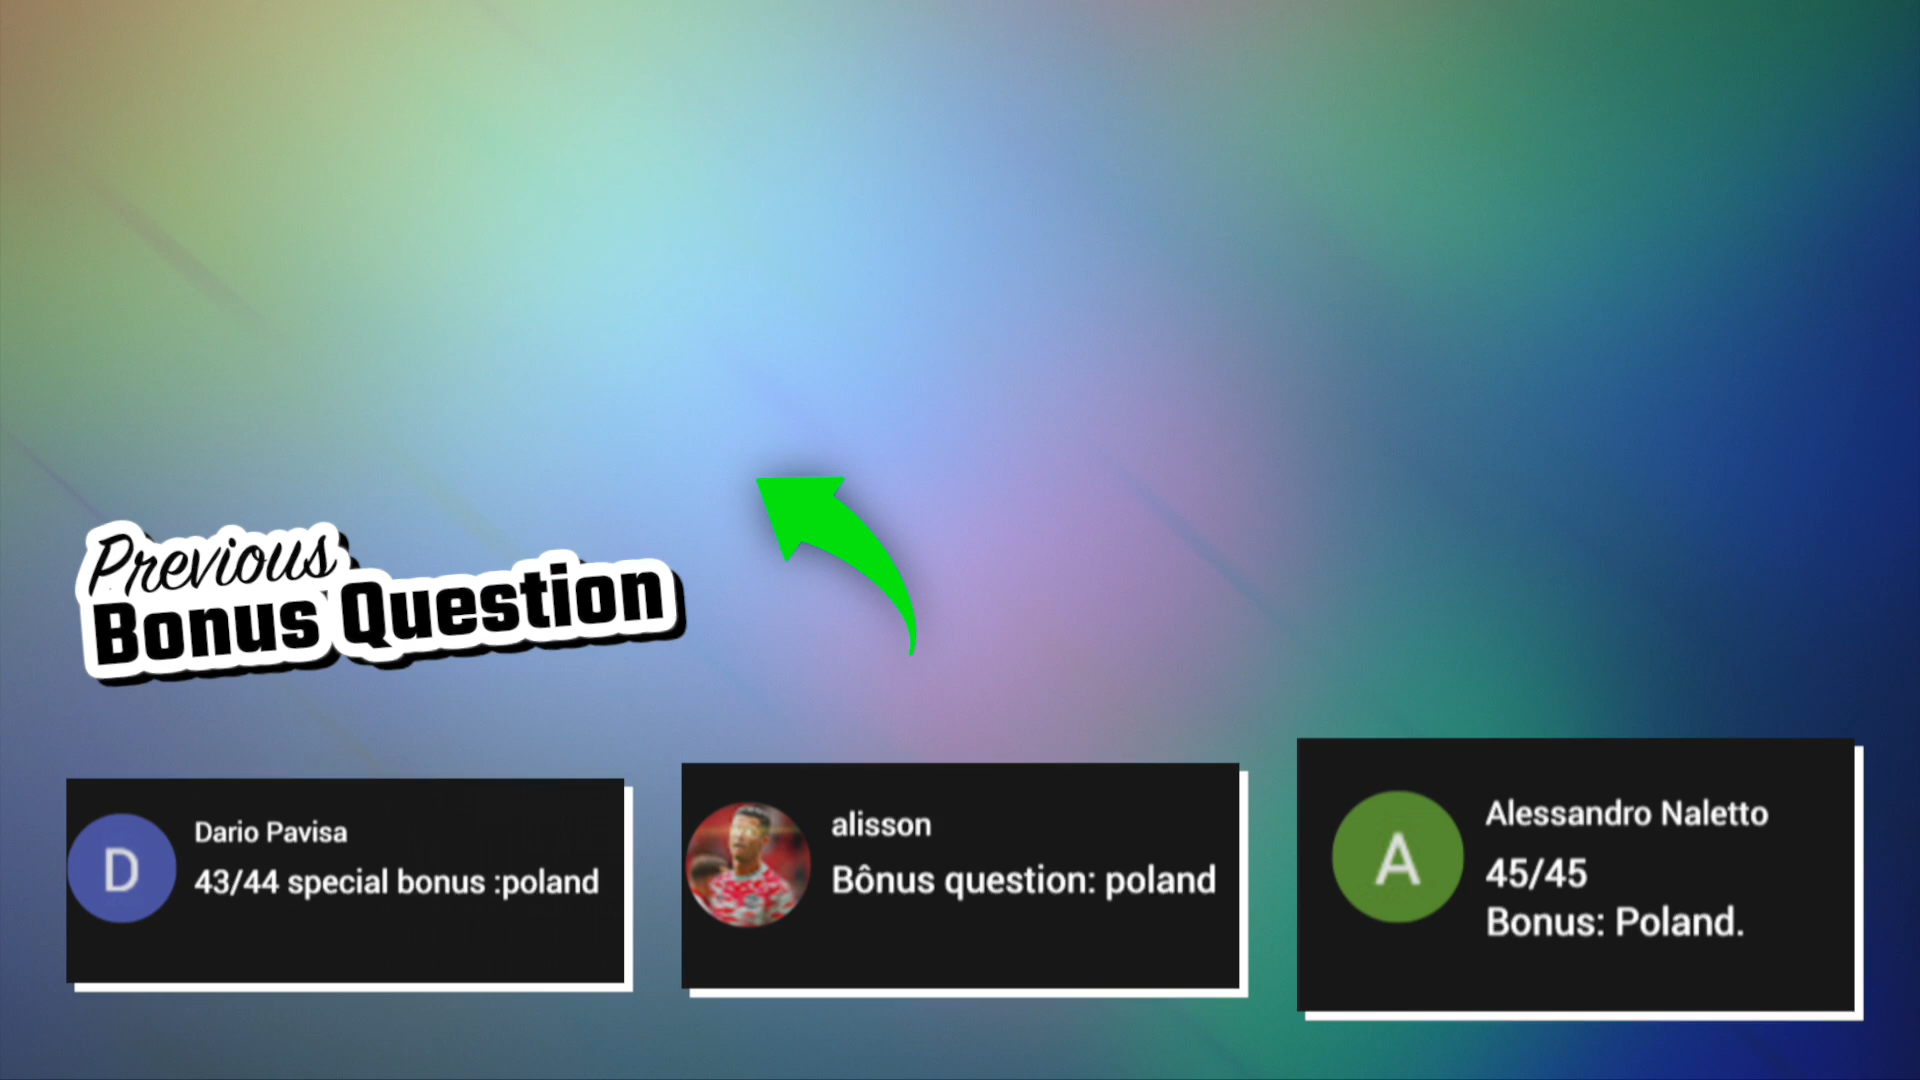 Previous
Bonus Question
Dario Pavisa
D
43/44 special bonus :poland
alisson
Bônus question: poland
Alessandro Naletto
A
45/45
Bonus: Poland.